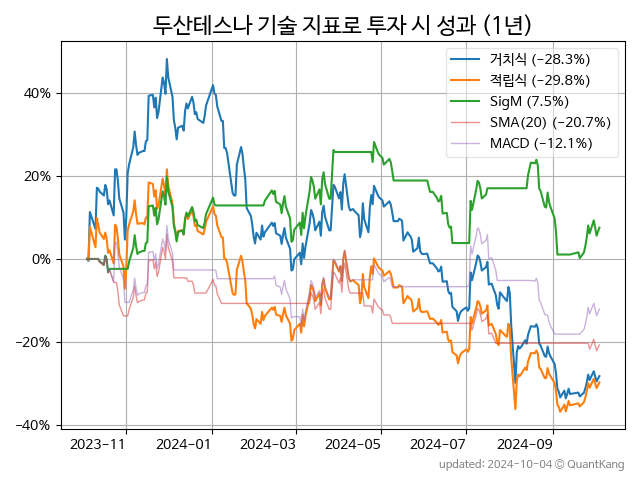 두산테스나 기술 지표로 투자 시 성과 (1년)
거치식 (−28.3%)
적립식 (−29.8%)
SigM (7.5%)
SMA(20) (−20.7%)
MACD (−12.1%)
40%
20%
0%
−20%
−40%
2023-11 2024-01 2024-03 2024-05 2024-07 2024-09
updated: 2024-10-04 © QuantKang